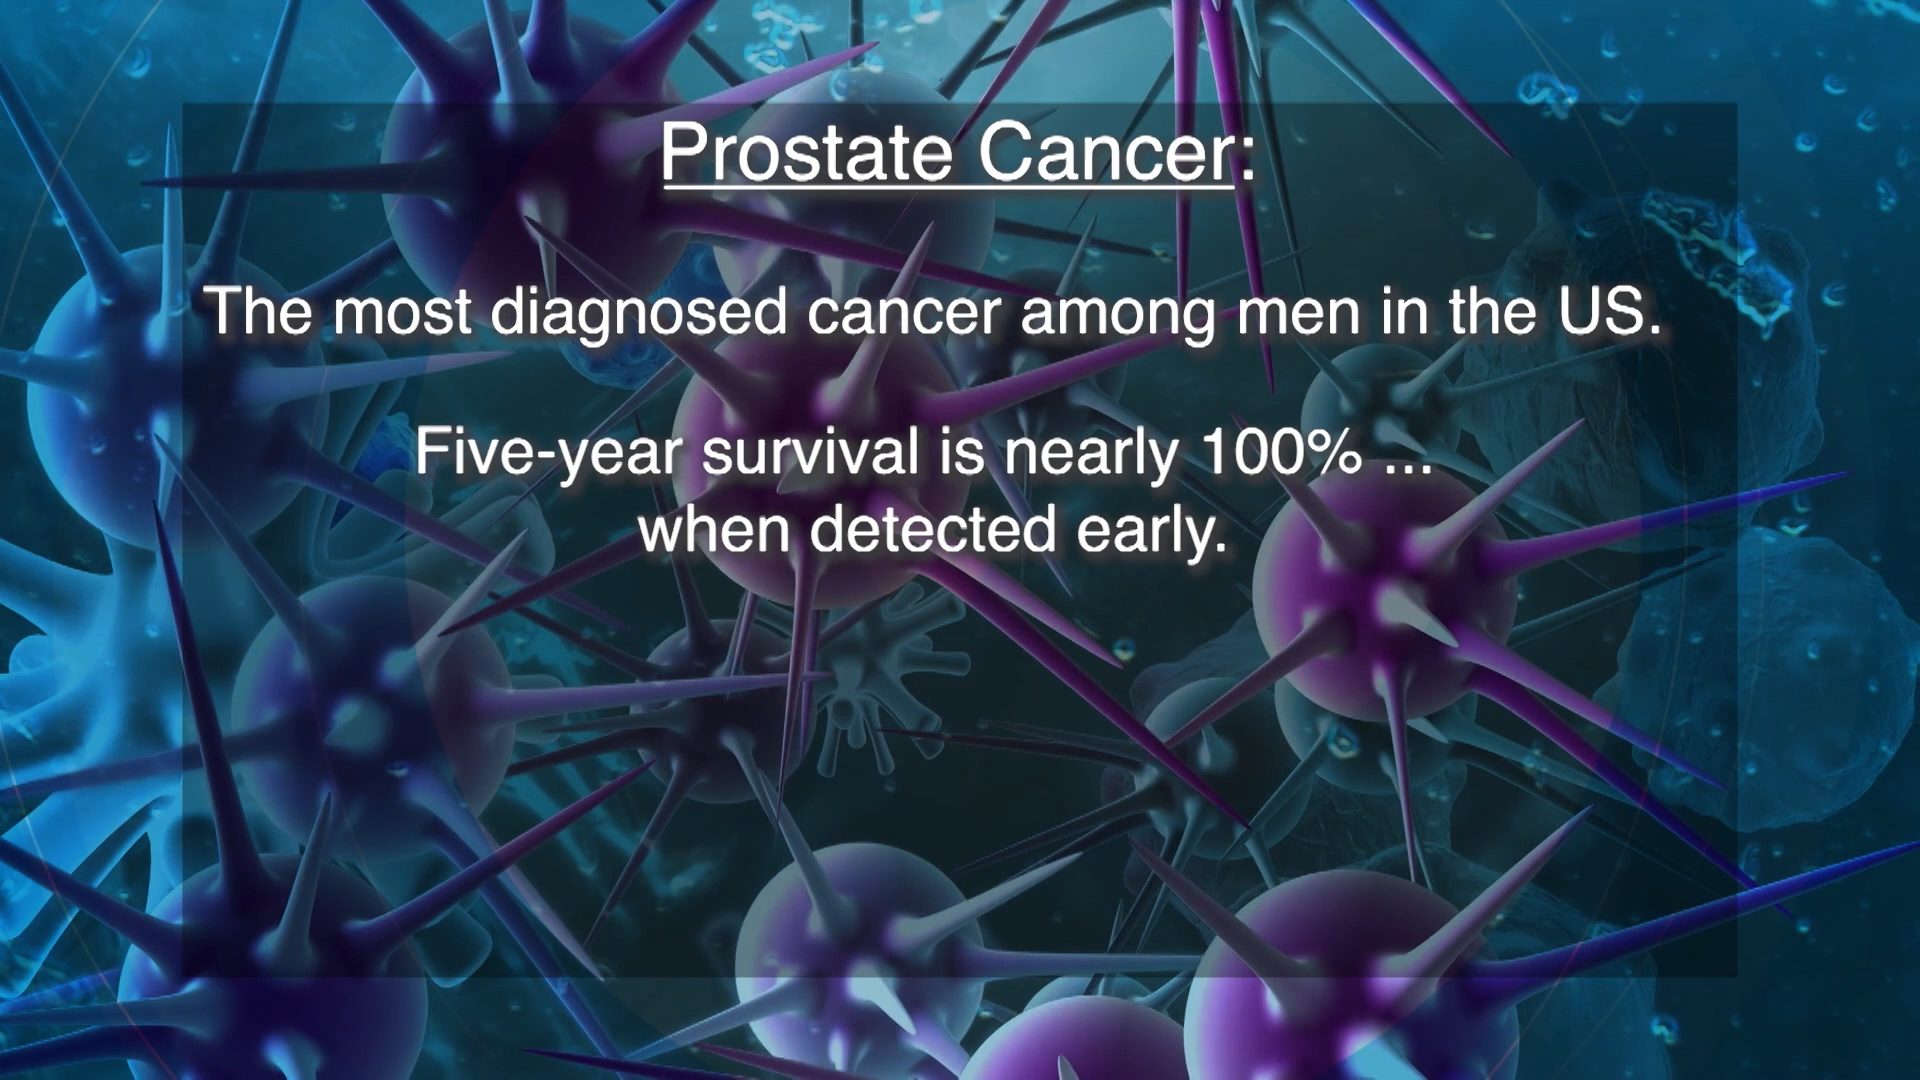 Prostate Cancer:
The most diagnosed cancer among men in the US.
Five-year survival is nearly 100% ...
when detected early.